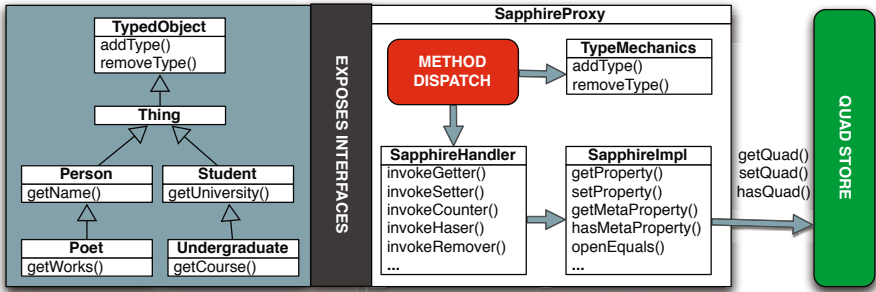 TypedObject
addType()
removeType()
Thing
Person
getName()
Student
getUniversity()
Poet
getWorks()
Undergraduate
getCourse()
EXPOSES INTERFACES
SapphireProxy
METHOD
DISPATCH
TypeMechanics
addType()
removeType()
SapphireHandler
invokeGetter()
invokeSetter()
invokeCounter()
invokeHaser()
invokeRemover()
...
SapphireImpl
getProperty()
setProperty()
getMetaProperty()
hasMetaProperty()
openEquals()
...
getQuad()
setQuad()
hasQuad()
QUAD STORE